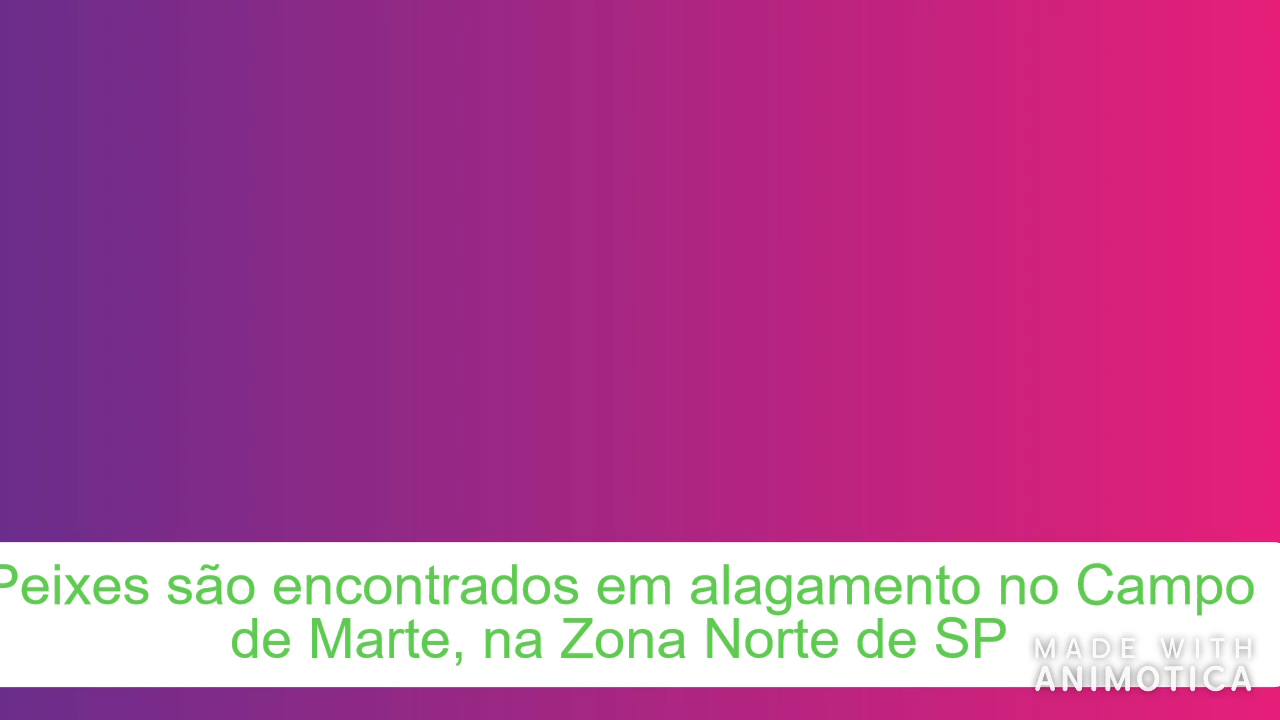 Peixes são encontrados em alagamento no Campo
de Marte, na Zona Norte de SP
MADE WITH
ANIMOTICA